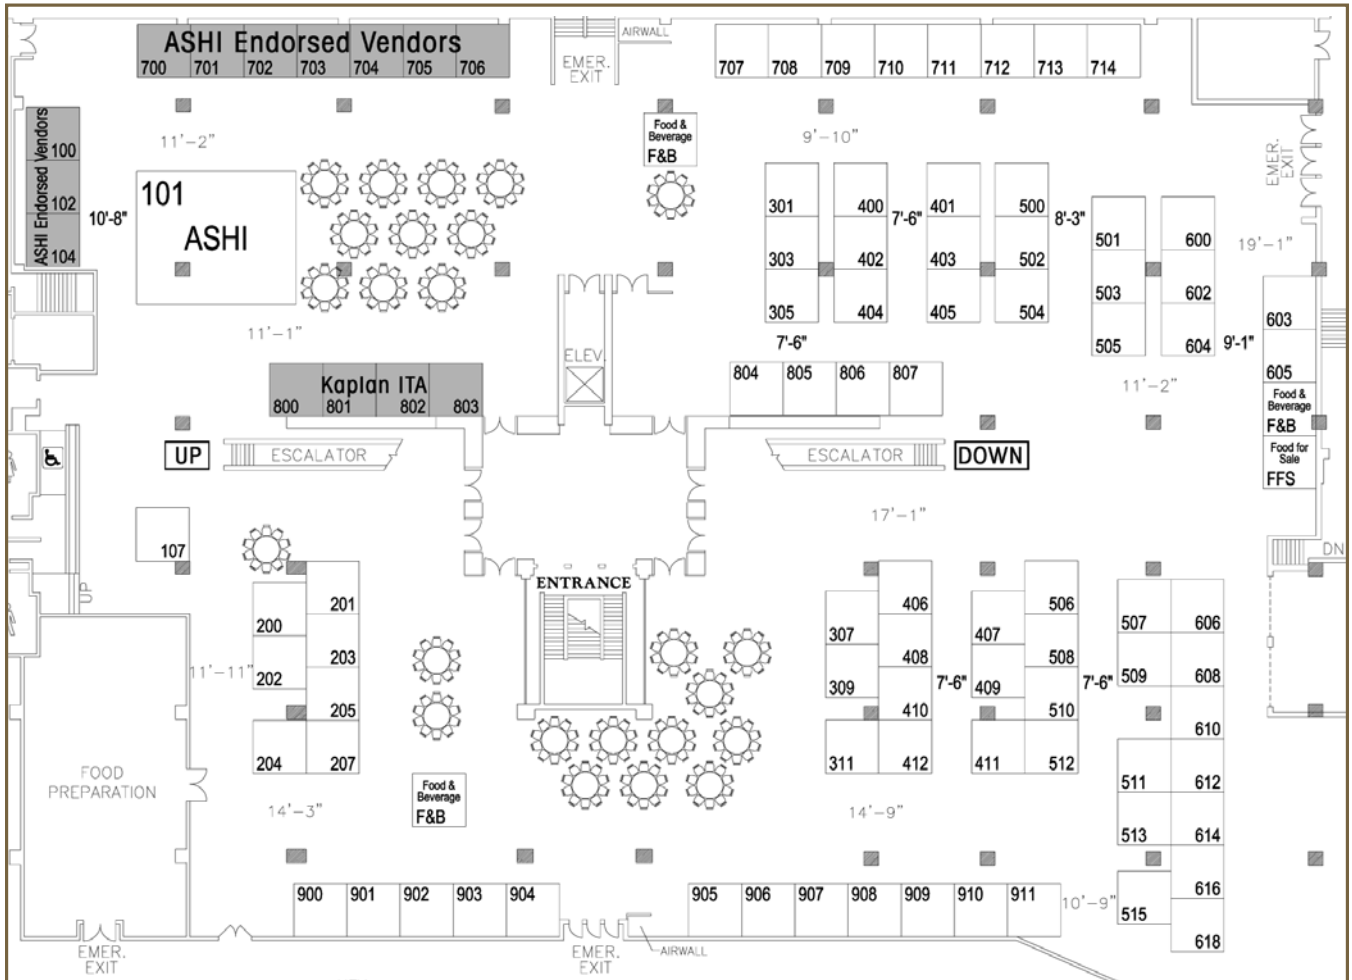 ASHI Endorsed Vendors
700 701 702 703 704 705 706
EMER.
EXIT
AIRWALL
707 708 709 710 711 712 713 714
ASHI Endorsed Vendors
100
102
104
11'-2"
10'-8"
101
ASHI
11'-1"
Food &
Beverage
F&B
9'-10"
EMER.
EXIT
301 400 7'-6" 401 500 8'-3"
303 402 403 502
305 404 405 504
501 600
503 602
505 604
19'-1"
603
605
9'-1"
Food &
Beverage
F&B
Food for
Sale
FFS
7'-6"
11'-2"
Kaplan ITA
800 801 802 803
ELEV.
804 805 806 807
UP
ESCALATOR
ESCALATOR
DOWN
17'-1"
107
UP
DN
ENTRANCE
201
200
203
202
205
204 207
11'-11"
406
307
408
309
410
311 412
7'-6"
506
407
508
409
510
411 512
7'-6"
507 606
509 608
610
511 612
513 614
616
515
618
FOOD
PREPARATION
14'-3"
Food &
Beverage
F&B
14'-9"
900 901 902 903 904
905 906 907 908 909 910 911
10'-9"
EMER.
EXIT
EMER.
EXIT
AIRWALL